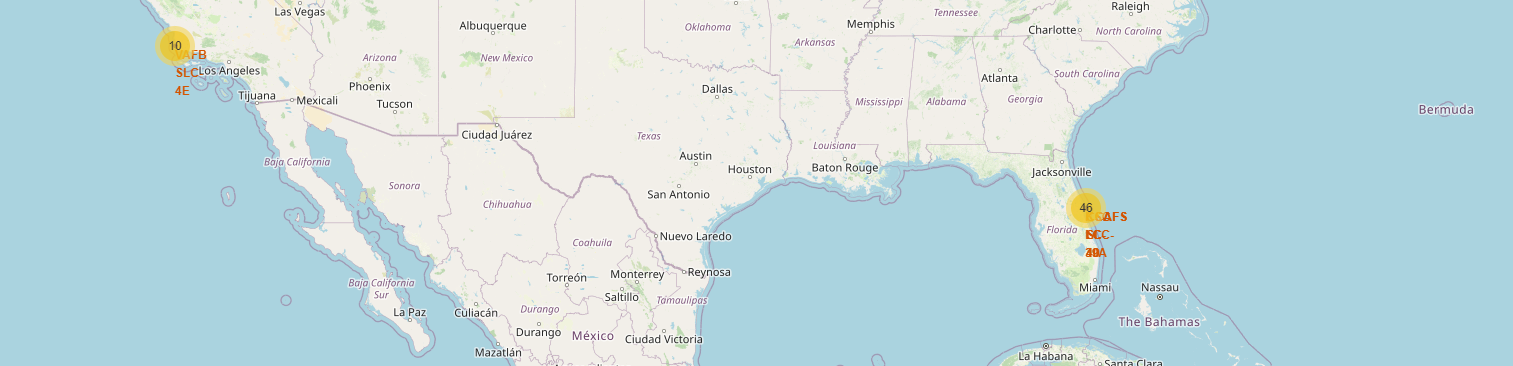 Las Vegas
Albuquerque
Oklahoma
Memphis
Tennessee
Raleigh
Charlotte
North Carolina
10
AFB
SLC-
4E
Los Angeles
Arizona
New Mexico
Arkansas
Phoenix
Atlanta
South Carolina
Tijuana
Mexicali
Tucson
Dallas
Mississippi
Alabama
Georgia
Bermuda
Ciudad Juárez
Texas
Louisiana
Baja California
Austin
Houston
Baton Rouge
Jacksonville
Sonora
San Antonio
Chihuahua
46
AFS
Florida
Nuevo Laredo
Coahuila
Torreón
Monterrey
Reynosa
Baja California
Sur
Saltillo
Tamaulipas
Miami
Nassau
La Paz
Culiacán
Durango
Durango
México
Ciudad Victoria
The Bahamas
Mazatlán
La Habana
Santa Clara